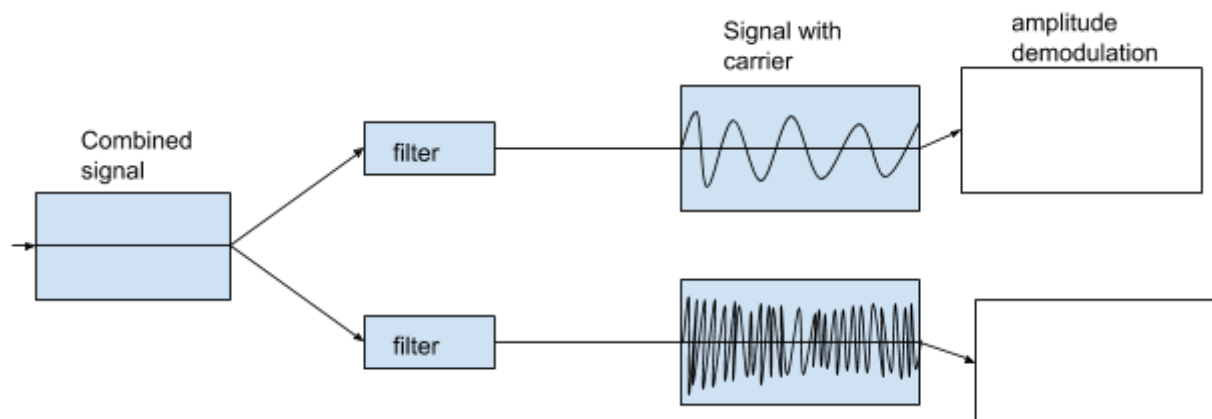 Combined
signal
filter
filter
Signal with
carrier
amplitude
demodulation